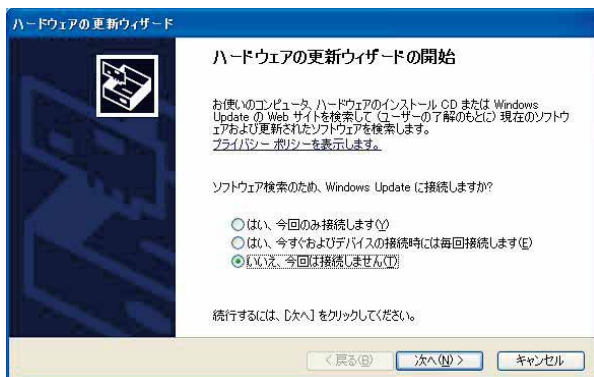 ハードウェアの更新ウィザード
ハードウェアの更新ウィザードの開始
お使いのコンピュータ、ハードウェアのインストール CD または Windows
Update の Web サイトを検索して (ユーザーの了解のもとに) 現在のソフトウ
ェアおよび更新されたソフトウェアを検索します。
プライバシー ポリシーを表示します。
ソフトウェア検索のため、Windows Update に接続しますか?
はい、今回のみ接続します(Y)
はい、今すぐおよびデバイスの接続時には毎回接続します(E)
いいえ、今回は接続しません(T)
続行するには、[次へ] をクリックしてください。
< 戻る(B) 次へ(N) > キャンセル